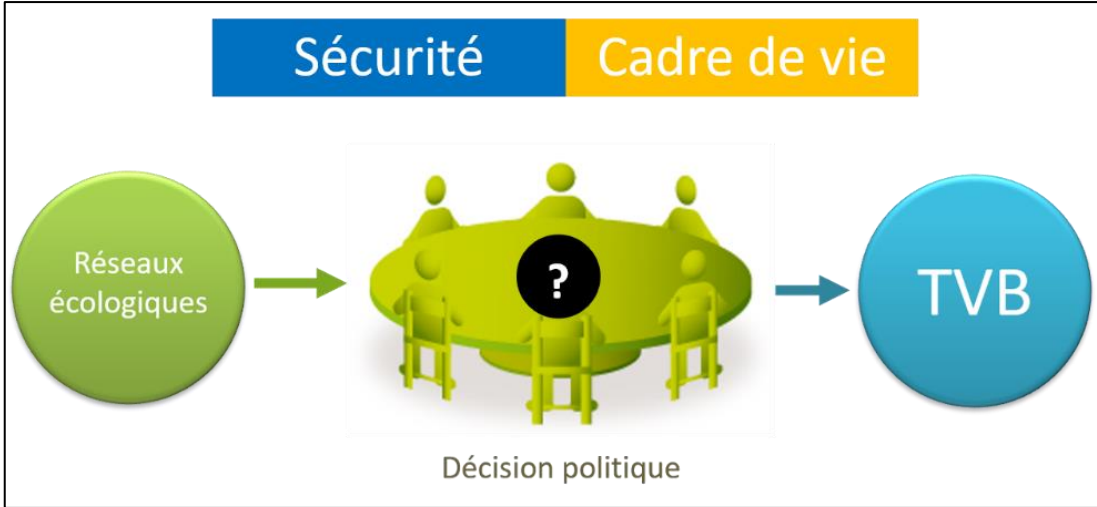 Sécurité
Cadre de vie
Réseaux
écologiques
?
TVB
Décision politique